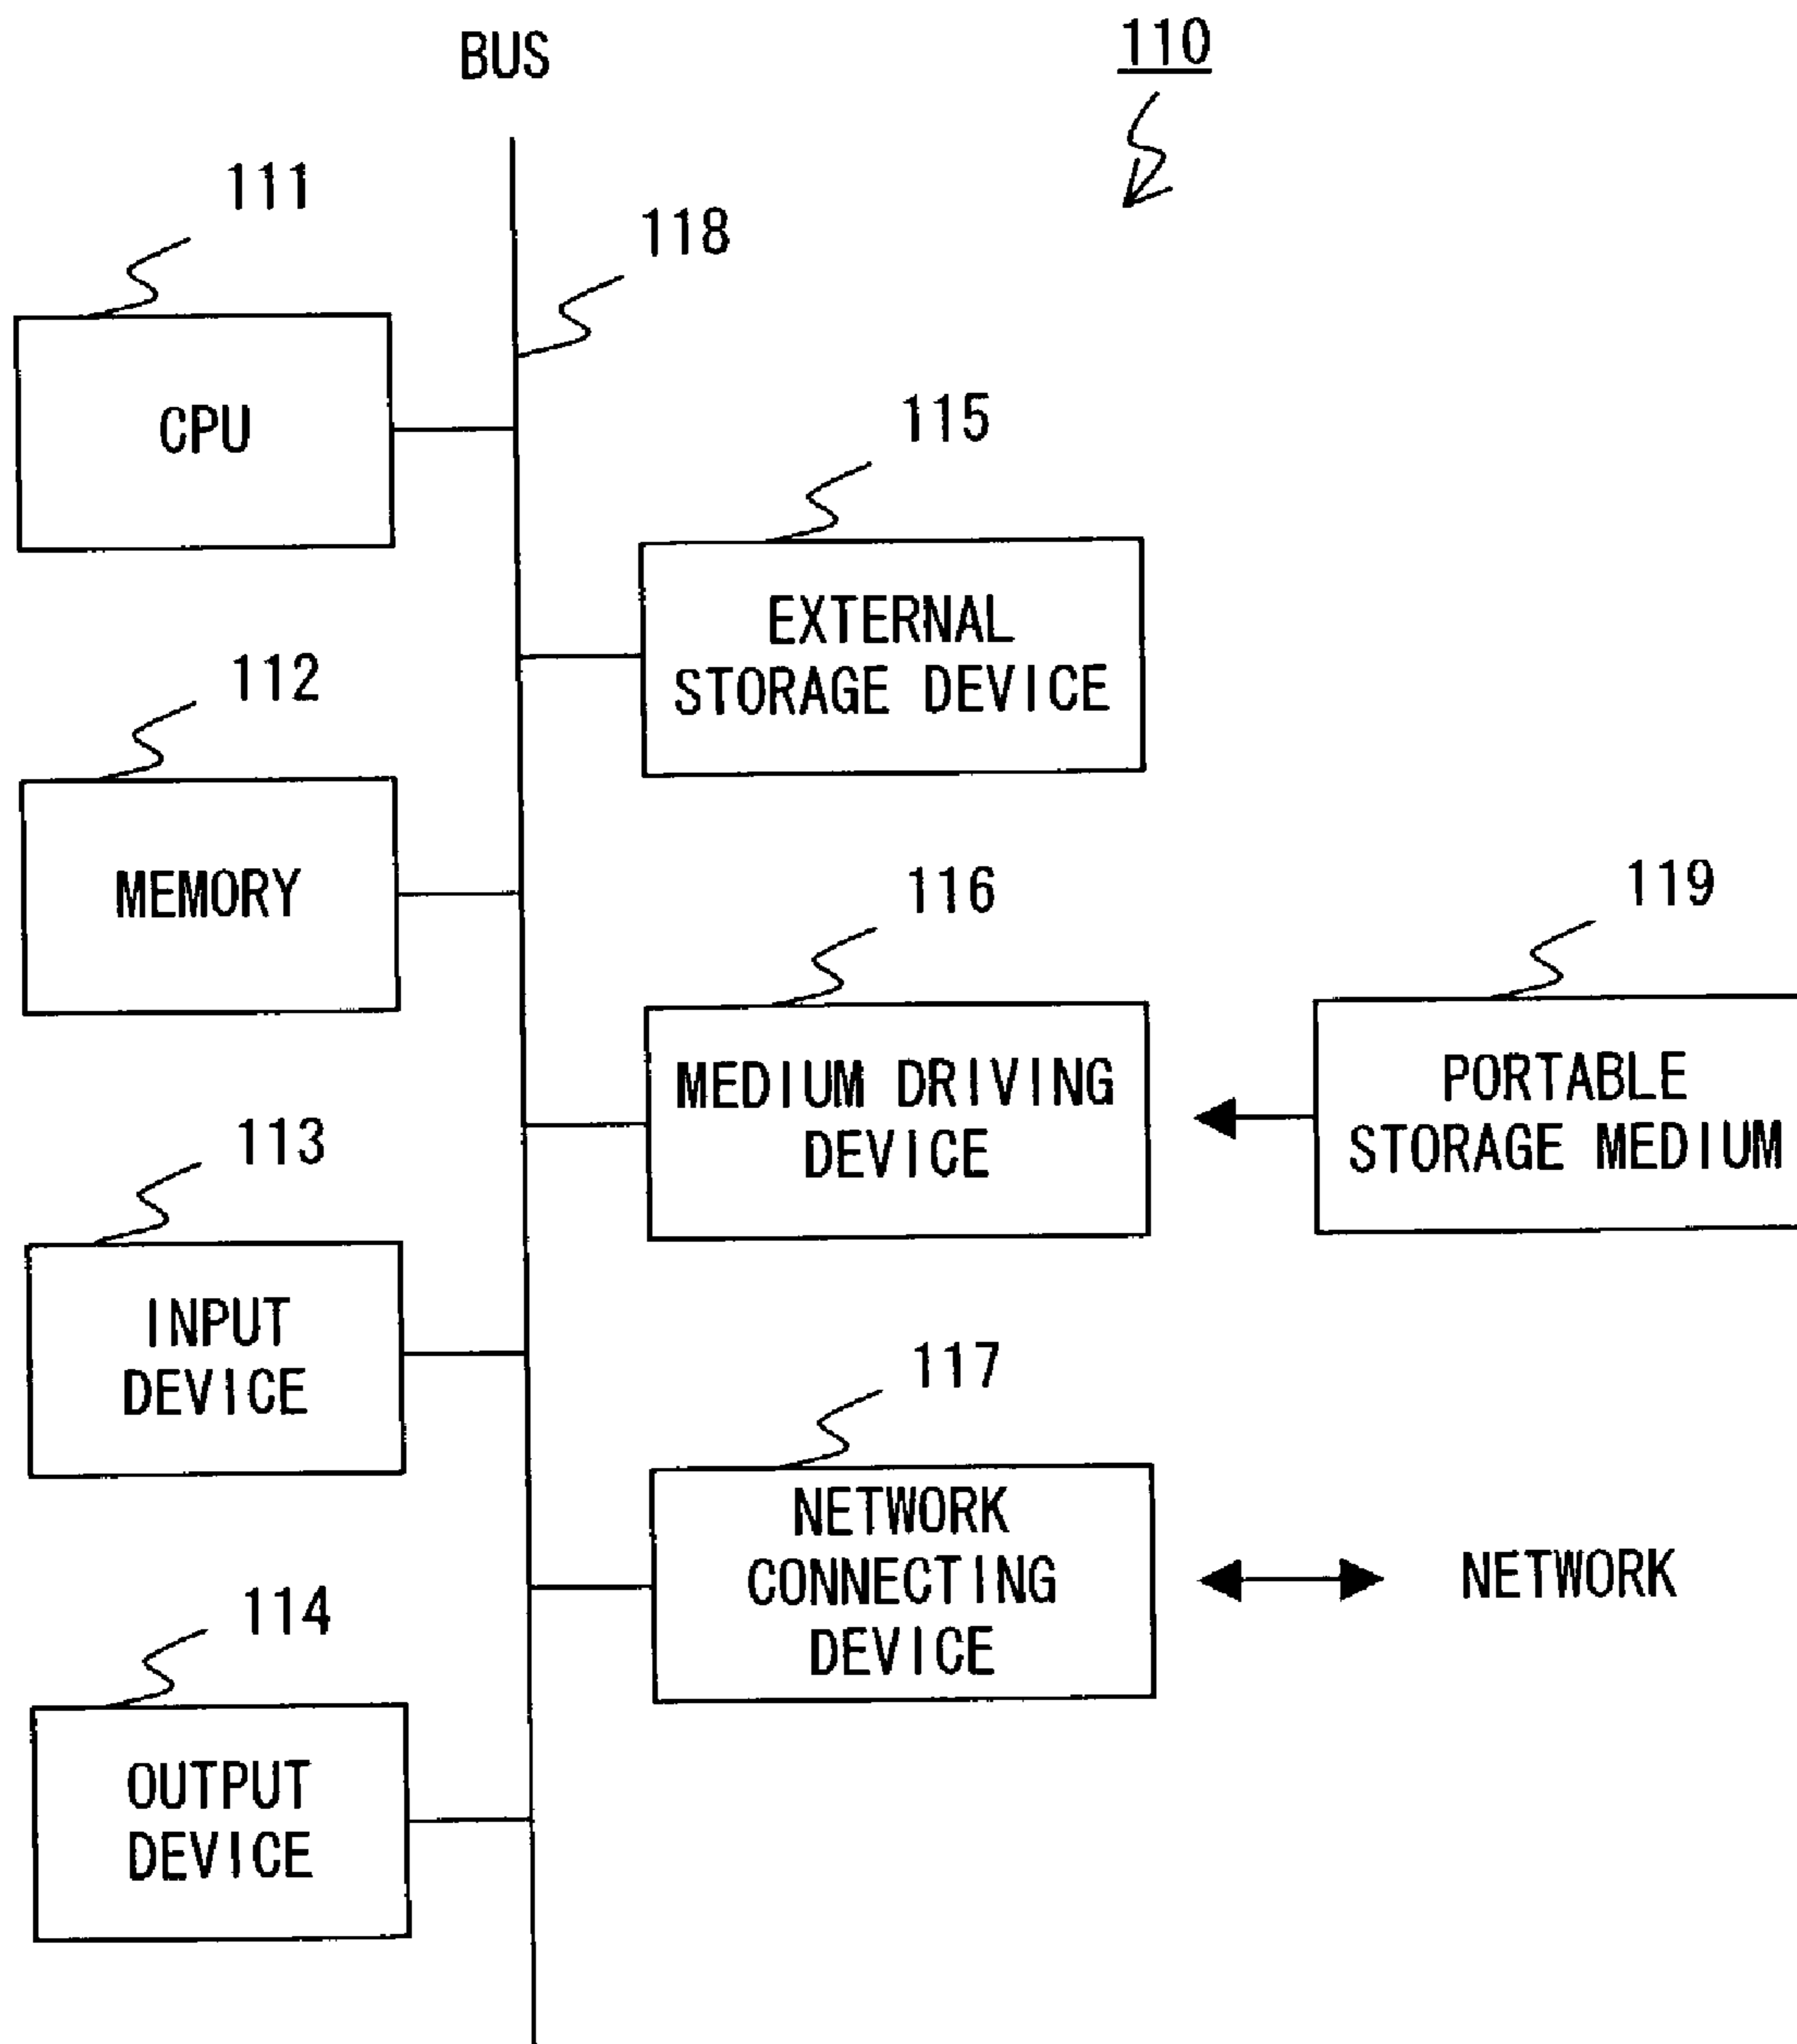 BUS
110
111
118
CPU
115
EXTERNAL
STORAGE DEVICE
112
MEMORY
116
119
MEDIUM DRIVING
DEVICE
PORTABLE
STORAGE MEDIUM
113
INPUT
DEVICE
117
NETWORK
CONNECTING
DEVICE
NETWORK
114
OUTPUT
DEVICE